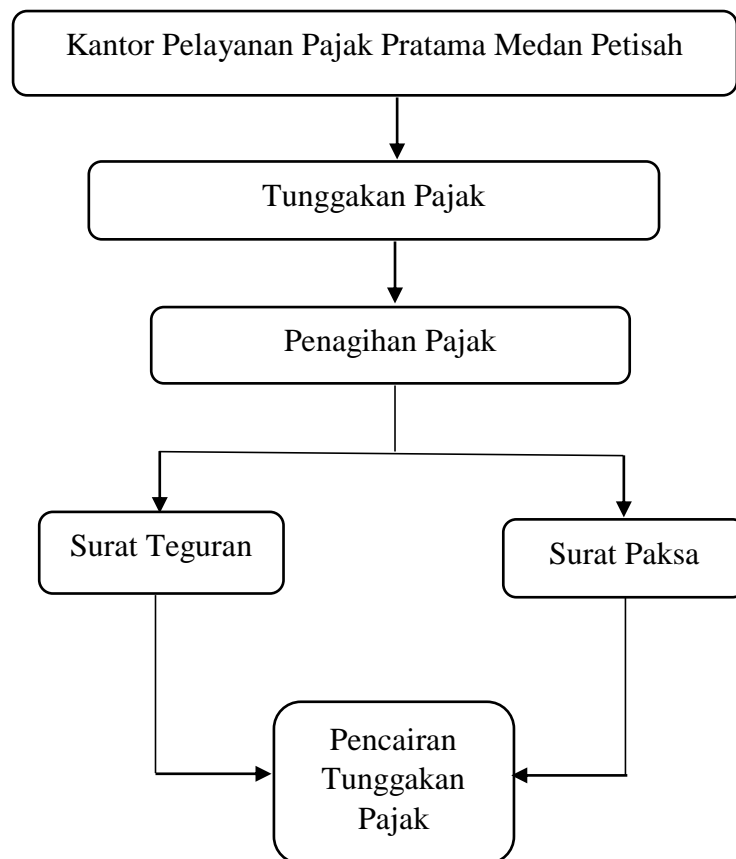 Kantor Pelayanan Pajak Pratama Medan Petisah
Tunggakan Pajak
Penagihan Pajak
Surat Teguran
Surat Paksa
Pencairan
Tunggakan
Pajak